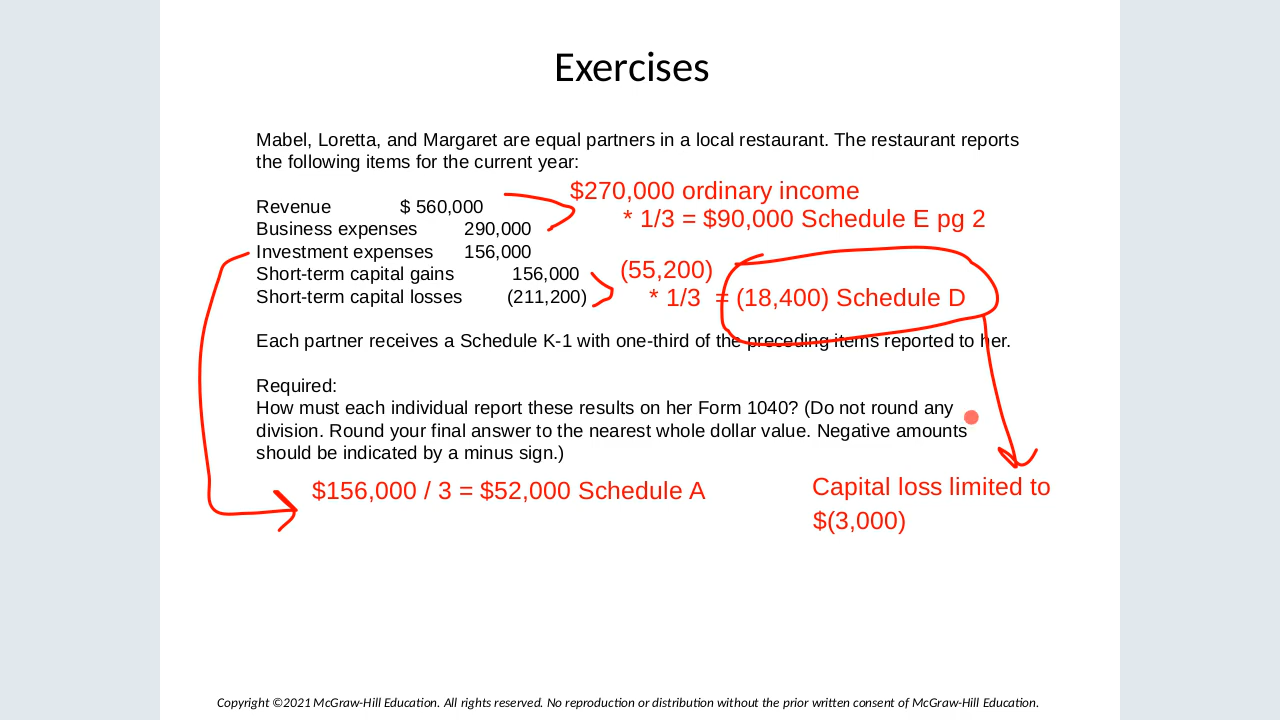 Exercises
Mabel, Loretta, and Margaret are equal partners in a local restaurant. The restaurant reports
the following items for the current year:
$270,000 ordinary income
Revenue $ 560,000
* 1/3 = $90,000 Schedule E pg 2
Business expenses 290,000
Investment expenses 156,000
Short-term capital gains 156,000
(55,200)
Short-term capital losses (211,200)
* 1/3 = (18,400) Schedule D
Each partner receives a Schedule K-1 with one-third of the preceding items reported to her.
Required:
How must each individual report these results on her Form 1040? (Do not round any
division. Round your final answer to the nearest whole dollar value. Negative amounts
should be indicated by a minus sign.)
$156,000 / 3 = $52,000 Schedule A
Capital loss limited to
$(3,000)
Copyright ©2021 McGraw-Hill Education. All rights reserved. No reproduction or distribution without the prior written consent of McGraw-Hill Education.